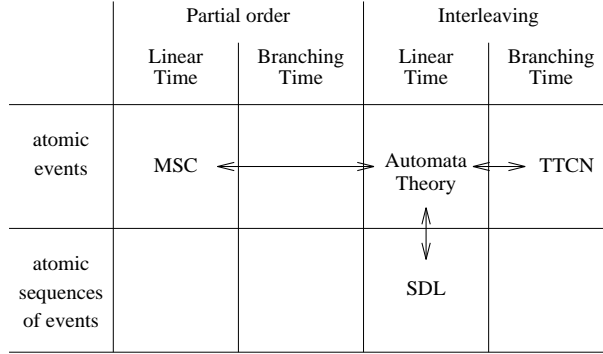 Partial order Interleaving
Linear Time Branching Time Linear Time Branching Time
atomic events
MSC Automata Theory TTCN
atomic sequences of events
SDL